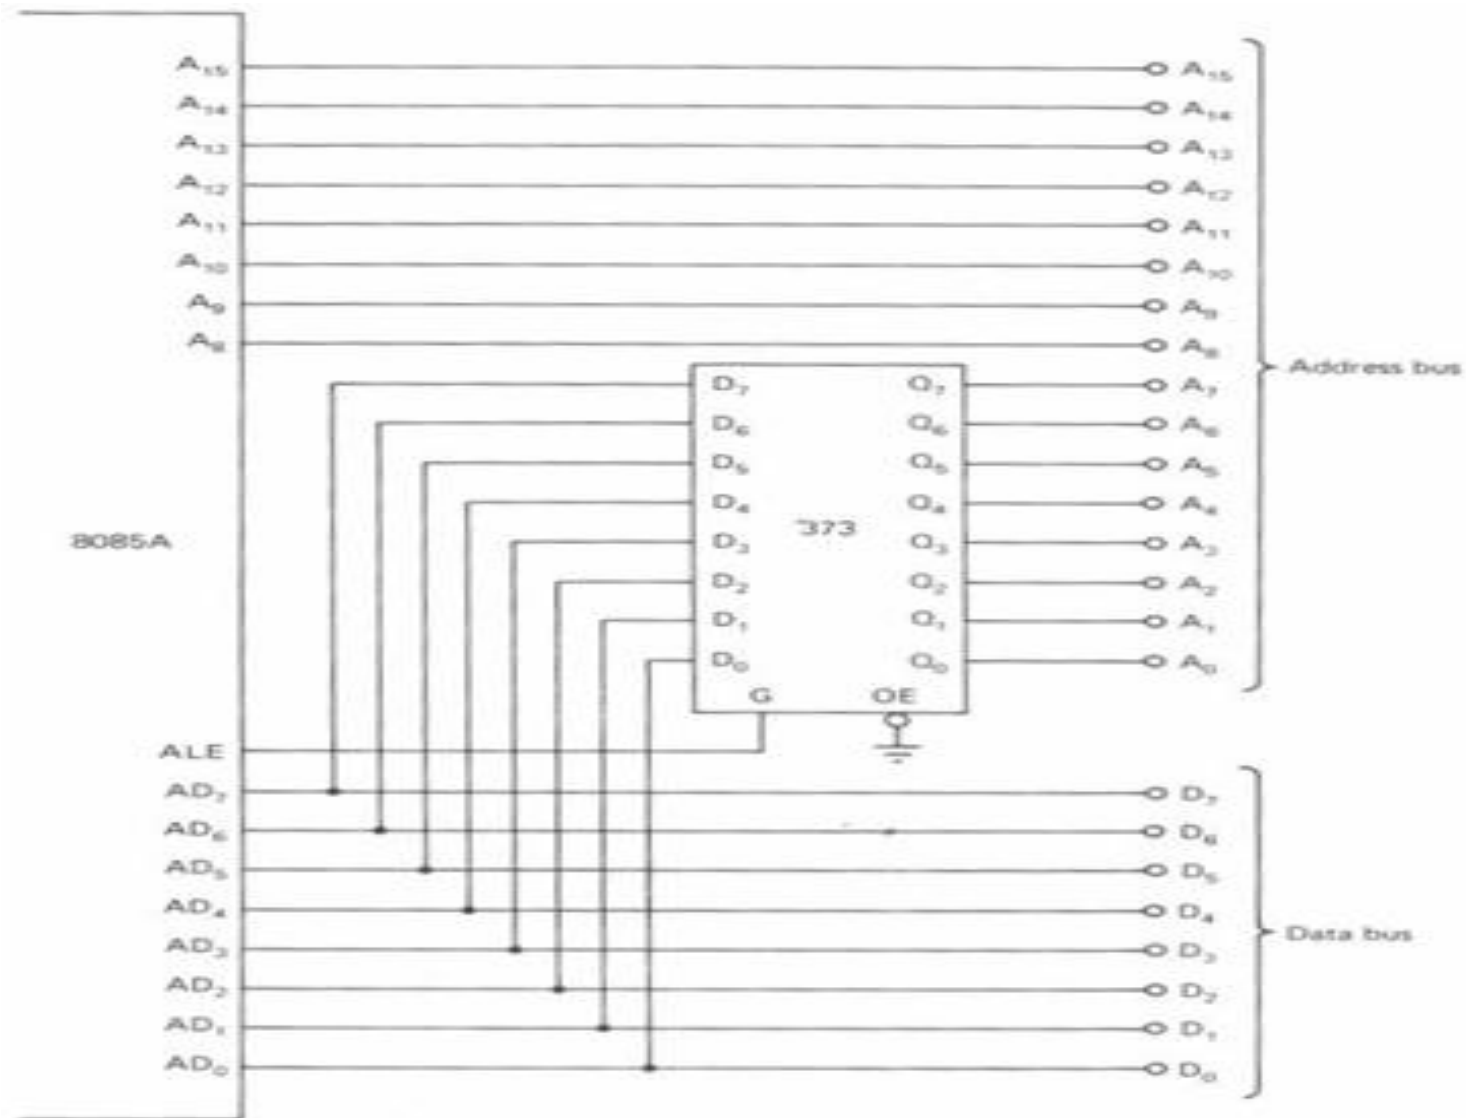 A₁₅ A₁₅
A₁₄ A₁₄
A₁₃ A₁₃
A₁₂ A₁₂
A₁₁ A₁₁
A₁₀ A₁₀
A₉ A₉
A₈ A₈
Address bus
D₇ Q₇ A₇
D₆ Q₆ A₆
D₅ Q₅ A₅
D₄ Q₄ A₄
'373
8085A
D₃ Q₃ A₃
D₂ Q₂ A₂
D₁ Q₁ A₁
D₀ Q₀ A₀
G OE
ALE
AD₇ D₇
AD₆ D₆
AD₅ D₅
AD₄ D₄
Data bus
AD₃ D₃
AD₂ D₂
AD₁ D₁
AD₀ D₀